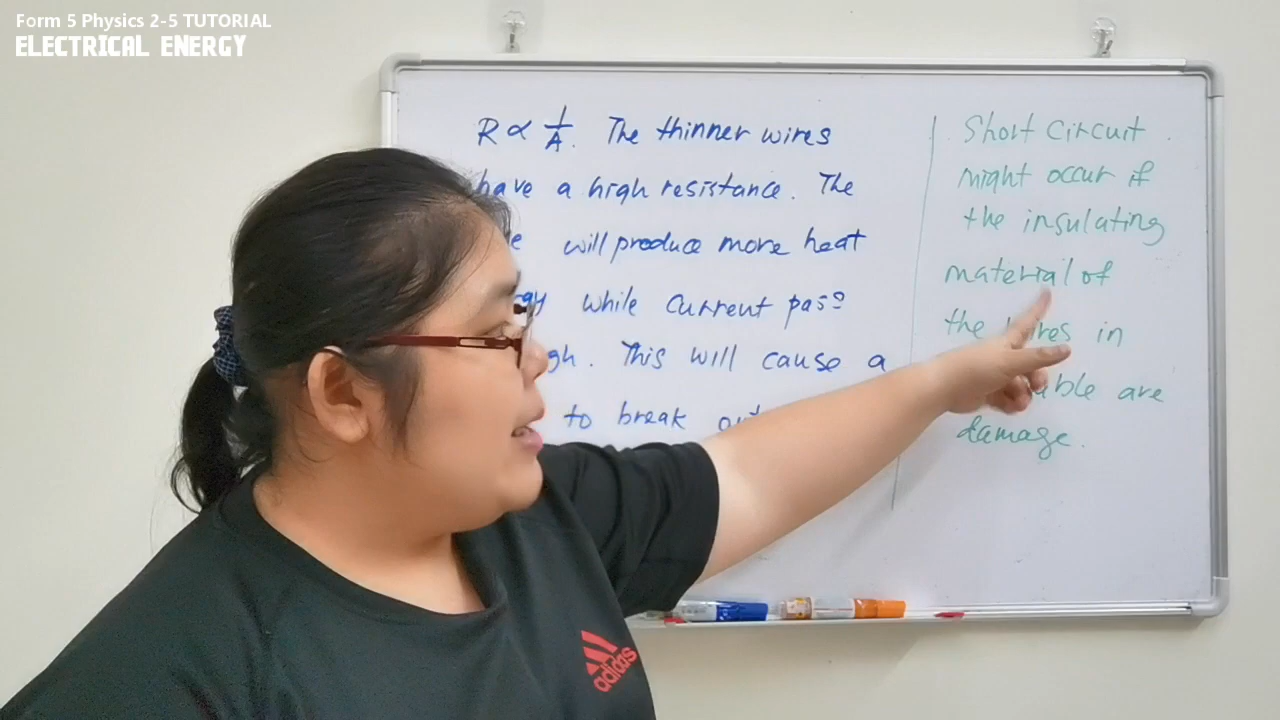 Form 5 Physics 2-5 TUTORIAL
ELECTRICAL ENERGY
R ∝ 1/A. The thinner wires
have a high resistance. The
will produce more heat
while current pass
This will cause a
to break
Short Circuit
might occur if
the insulating
material of
the wires in
are
damage.
adidas